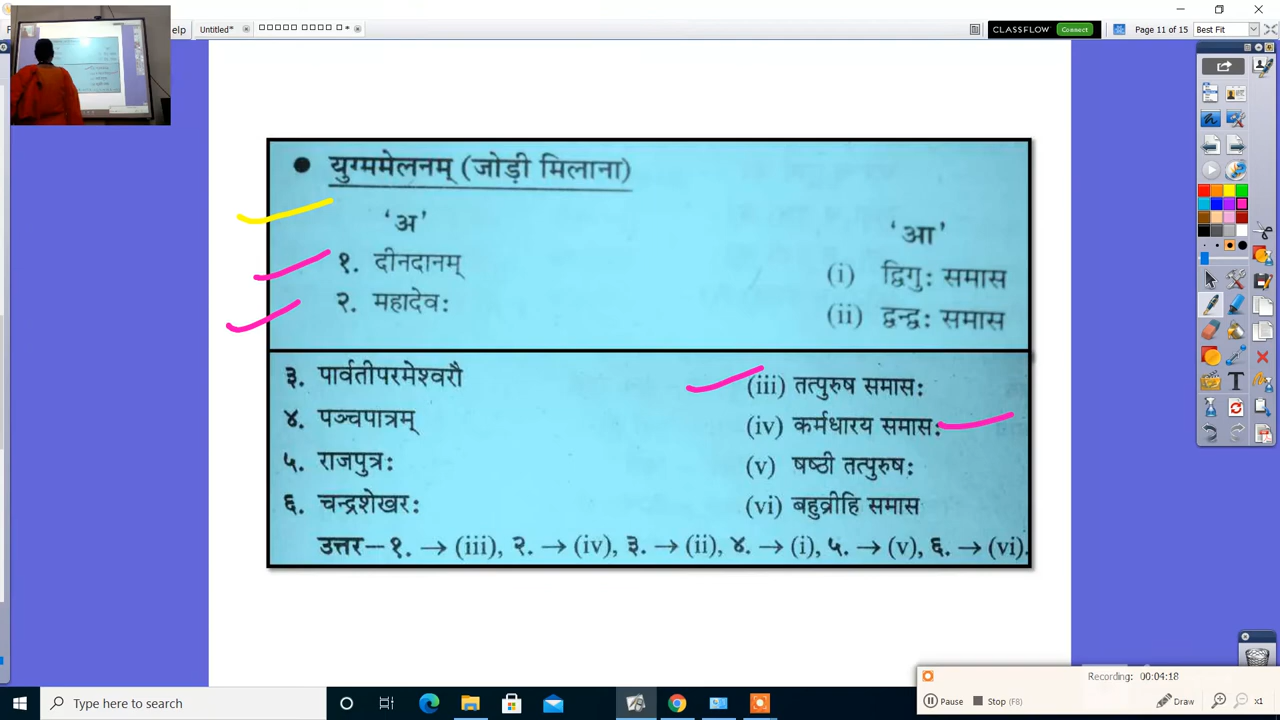 elp
Untitled*
CLASSFLOW
Connect
Page 11 of 15
Best Fit
● युग्ममेलनम् (जोड़ी मिलाना)
‘अ’
‘आ’
१. दीनदानम्
(i) द्विगुः समास
२. महादेवः
(ii) द्वन्द्वः समास
३. पार्वतीपरमेश्वरौ
(iii) तत्पुरुष समासः
४. पञ्चपात्रम्
(iv) कर्मधारय समासः
५. राजपुत्रः
(v) षष्ठी तत्पुरुषः
६. चन्द्रशेखरः
(vi) बहुव्रीहि समास
उत्तर–१. → (iii), २. → (iv), ३. → (ii), ४. → (i), ५. → (v), ६. → (vi).
Recording: 00:04:18
Pause
Stop (F8)
Draw
x1
Type here to search